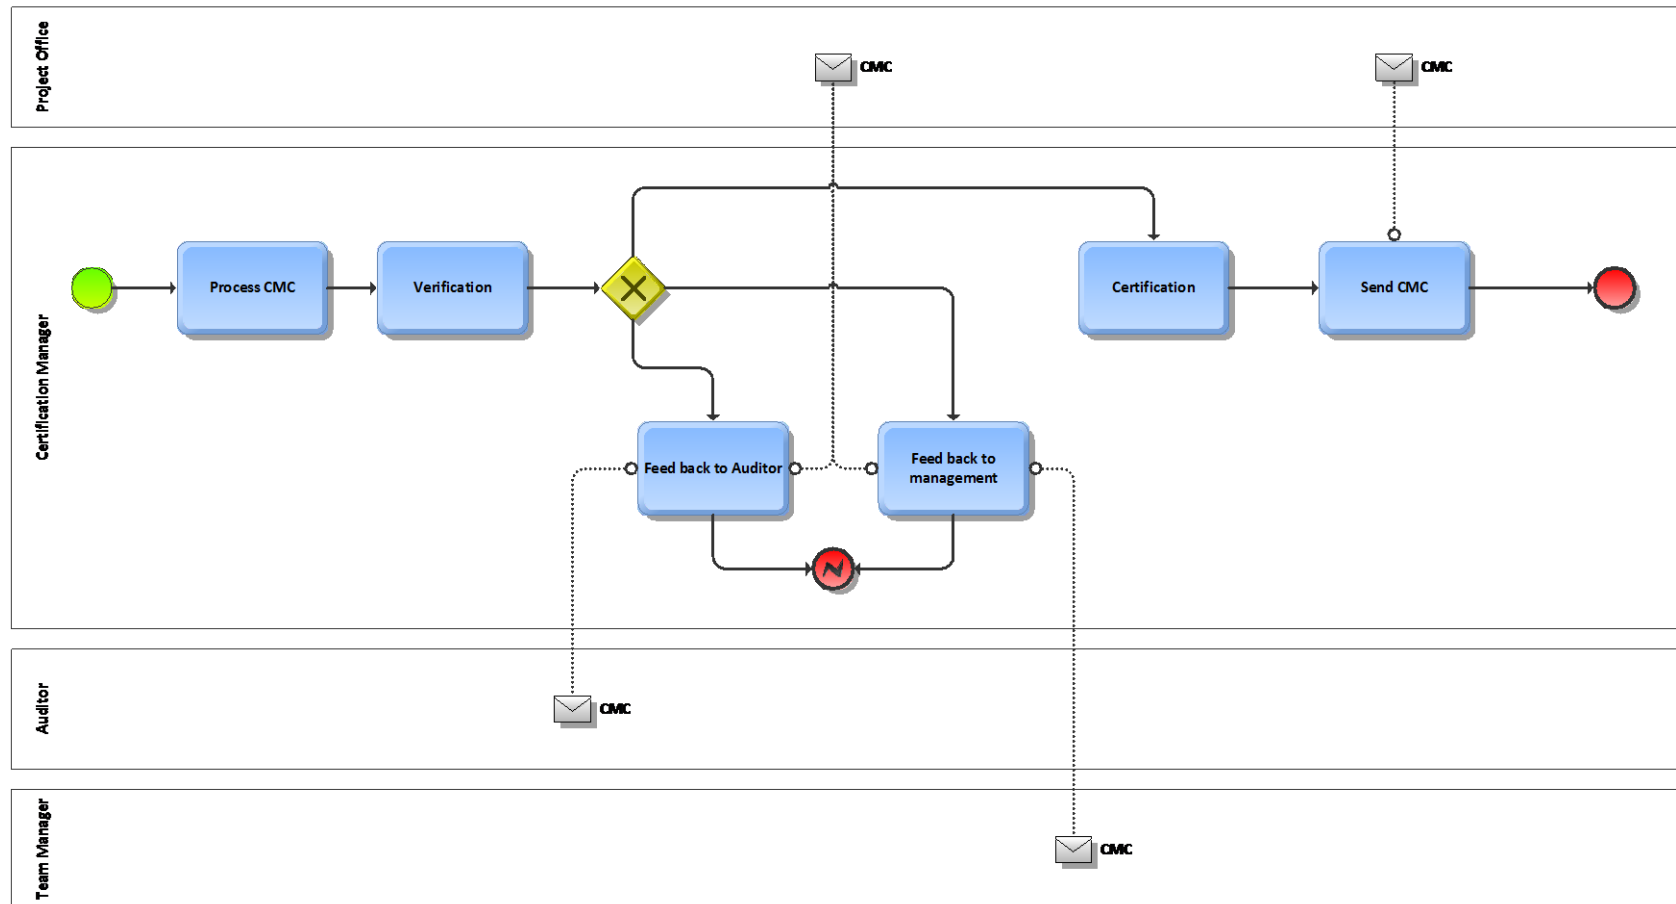 Project Office
CMC
CMC
Certification Manager
Process CMC
Verification
Certification
Send CMC
Feed back to Auditor
Feed back to
management
Auditor
CMC
Team Manager
CMC